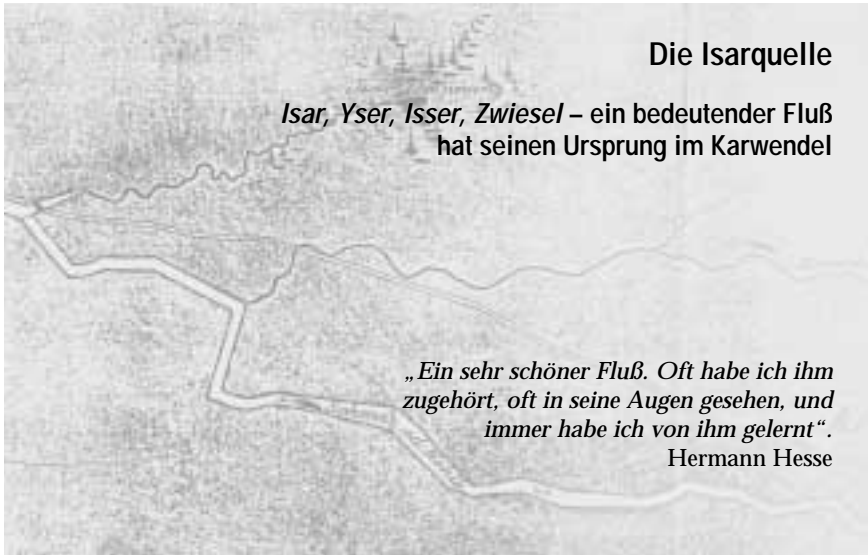 Die Isarquelle
Isar, Yser, Isser, Zwiesel – ein bedeutender Fluß
hat seinen Ursprung im Karwendel
„Ein sehr schöner Fluß. Oft habe ich ihm
zugehört, oft in seine Augen gesehen, und
immer habe ich von ihm gelernt“.
Hermann Hesse